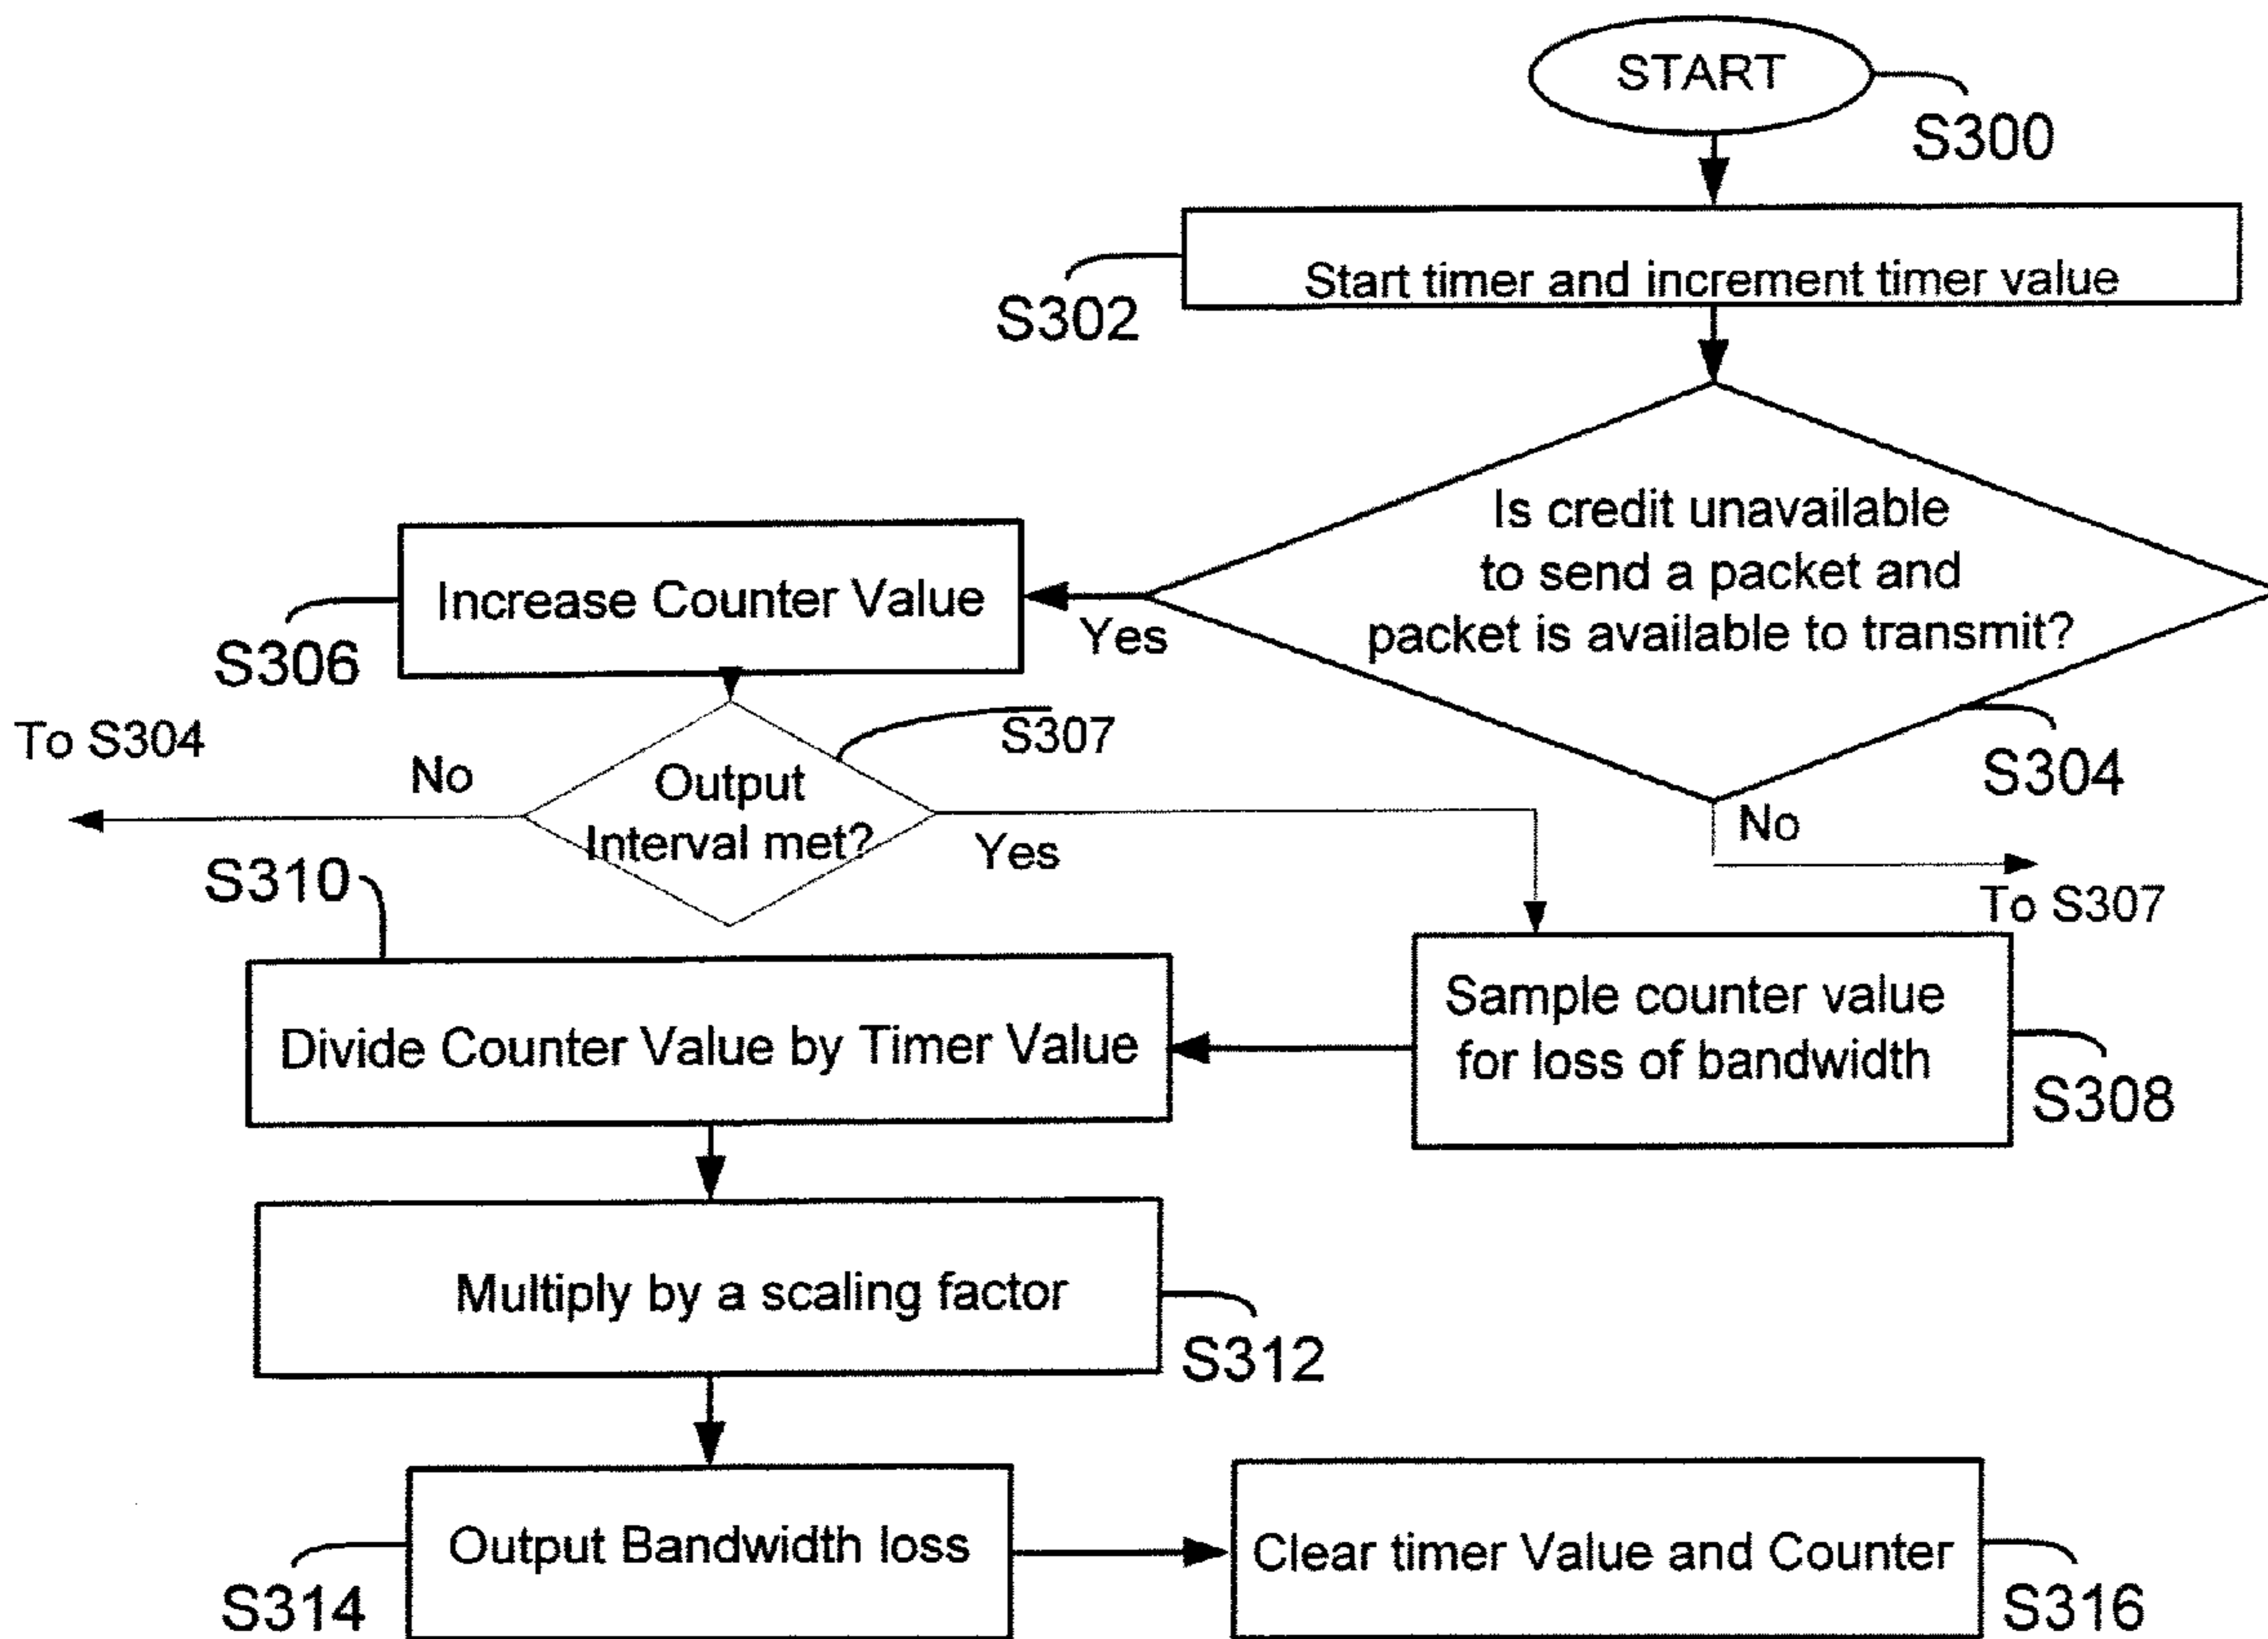 START
S300
Start timer and increment timer value
S302
Is credit unavailable
to send a packet and
packet is available to transmit?
S304
Yes
Increase Counter Value
S306
To S304
No
Output
Interval met?
S307
Yes
No
To S307
S310
Divide Counter Value by Timer Value
Sample counter value
for loss of bandwidth
S308
Multiply by a scaling factor
S312
Output Bandwidth loss
S314
Clear timer Value and Counter
S316